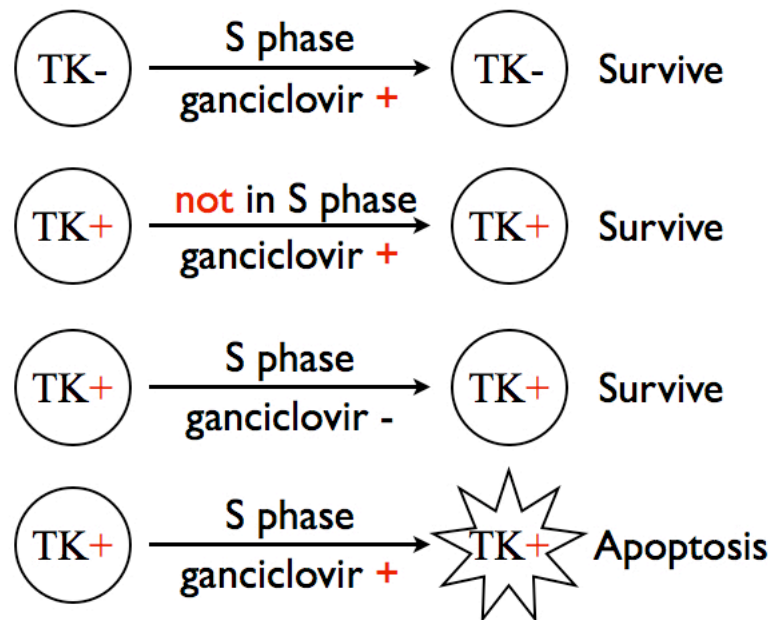 S phase
TK- TK- Survive
ganciclovir +
not in S phase
TK+ TK+ Survive
ganciclovir +
S phase
TK+ TK+ Survive
ganciclovir -
S phase
TK+ TK+ Apoptosis
ganciclovir +